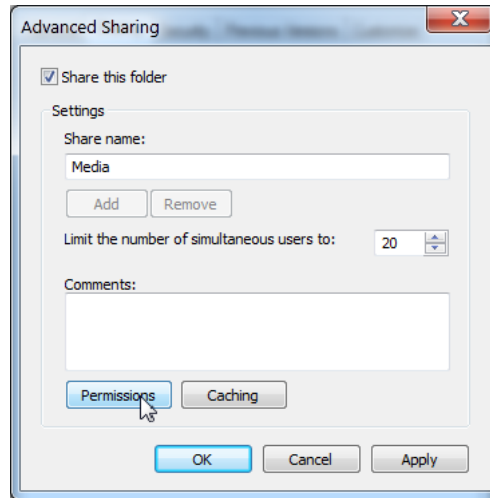 Advanced Sharing
Share this folder
Settings
Share name:
Media
Add Remove
Limit the number of simultaneous users to: 20
Comments:
Permissions Caching
OK Cancel Apply